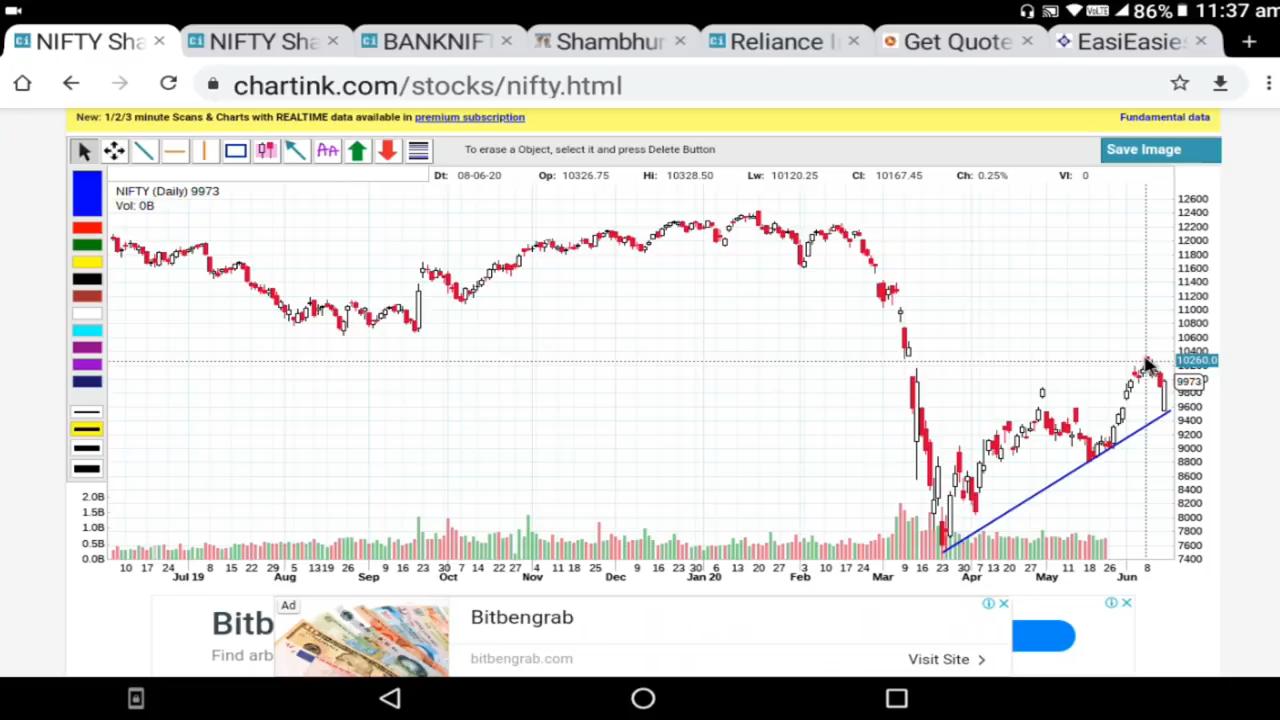 VoLTE 86% 11:37 am
NIFTY Sha × NIFTY Sha × BANKNIF × Shambhur × Reliance I × Get Quote × EasiEasie ×
chartink.com/stocks/nifty.html
New: 1/2/3 minute Scans & Charts with REALTIME data available in premium subscription Fundamental data
To erase a Object, select it and press Delete Button Save Image
Dt: 08-06-20 Op: 10326.75 Hi: 10328.50 Lw: 10120.25 Cl: 10167.45 Ch: 0.25% Vl: 0
NIFTY (Daily) 9973
Vol: 0B
12600
12400
12200
12000
11800
11600
11400
11200
11000
10800
10600
10400
10260.0
9973
9800
9600
9400
9200
9000
8800
8600
8400
8200
8000
7800
7600
7400
2.0B
1.5B
1.0B
0.5B
0.0B
10 17 24 8 15 22 29 5 13 19 26 9 16 23 30 7 14 22 27 11 18 25 9 16 23 30 6 13 20 27 3 10 17 24 9 16 23 30 7 13 20 27 11 18 26 8
Jul 19 Aug Sep Oct Nov Dec Jan 20 Feb Mar Apr May Jun
Bitb
Find arb
Ad
Bitbengrab
bitbengrab.com
Visit Site